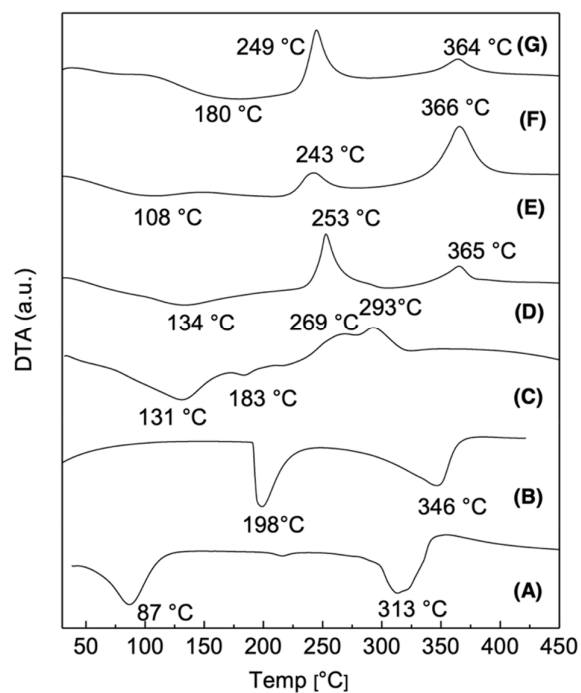 249 °C
364 °C (G)
180 °C
366 °C
(F)
243 °C
108 °C
(E)
253 °C
365 °C
134 °C
269 °C
293°C
(D)
131 °C
183 °C
(C)
198°C
346 °C
(B)
87 °C
313 °C
(A)
DTA (a.u.)
50 100 150 200 250 300 350 400 450
Temp [°C]